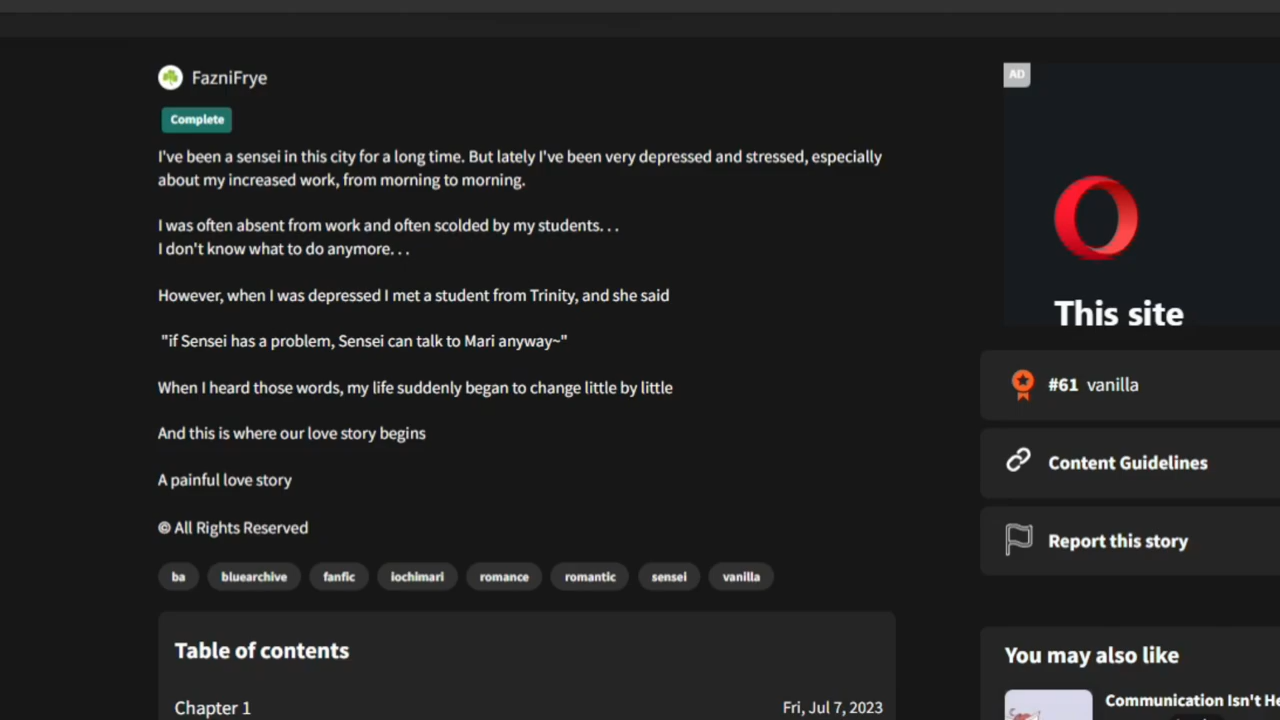 FazniFrye
Complete
I've been a sensei in this city for a long time. But lately I've been very depressed and stressed, especially
about my increased work, from morning to morning.
I was often absent from work and often scolded by my students. . .
I don't know what to do anymore. . .
However, when I was depressed I met a student from Trinity, and she said
"if Sensei has a problem, Sensei can talk to Mari anyway~"
When I heard those words, my life suddenly began to change little by little
And this is where our love story begins
A painful love story
© All Rights Reserved
ba bluearchive fanfic iochimari romance romantic sensei vanilla
Table of contents
Chapter 1 Fri, Jul 7, 2023
AD
This site
#61 vanilla
Content Guidelines
Report this story
You may also like
Communication Isn't